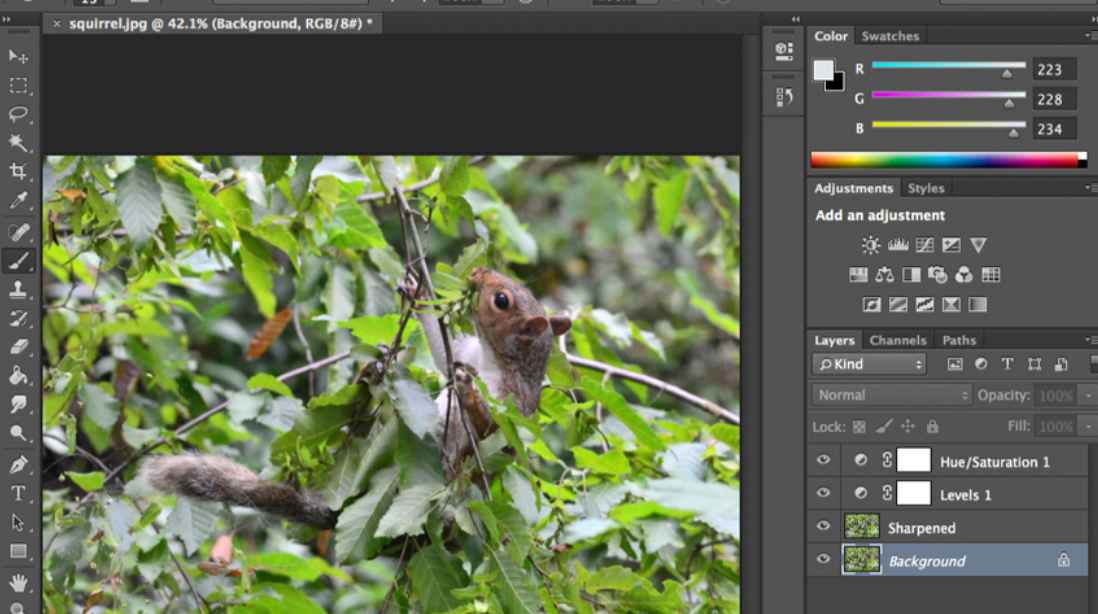 × squirrel.jpg @ 42.1% (Background, RGB/8#) *
Color Swatches
R 223
G 228
B 234
Adjustments Styles
Add an adjustment
Layers Channels Paths
Kind
Normal Opacity: 100%
Lock: Fill: 100%
Hue/Saturation 1
Levels 1
Sharpened
Background